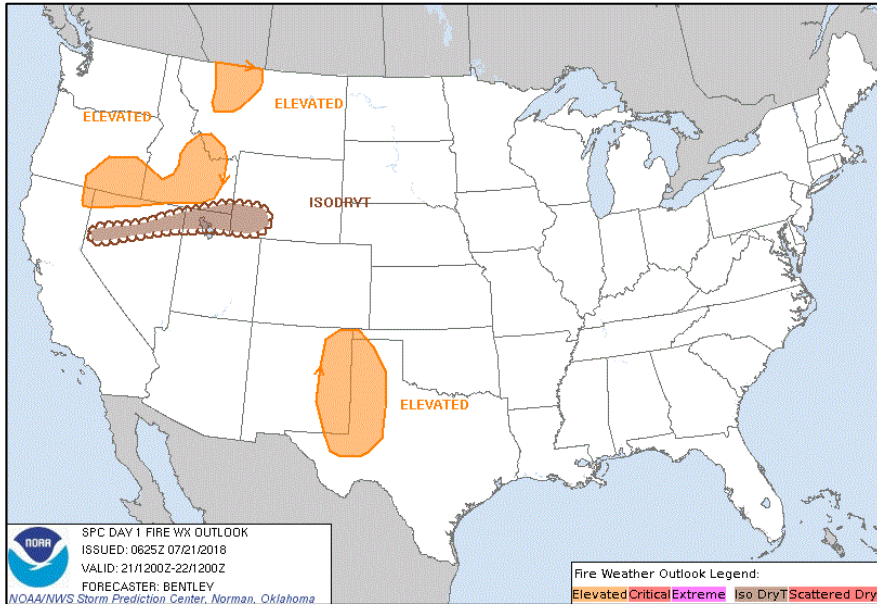 ELEVATED
ELEVATED
ISODRYT
ELEVATED
NOAA
SPC DAY 1 FIRE WX OUTLOOK
ISSUED: 0625Z 07/21/2018
VALID: 21/1200Z-22/1200Z
FORECASTER: BENTLEY
NOAA/NWS Storm Prediction Center, Norman, Oklahoma
Fire Weather Outlook Legend:
Elevated Critical Extreme Iso DryT Scattered Dry